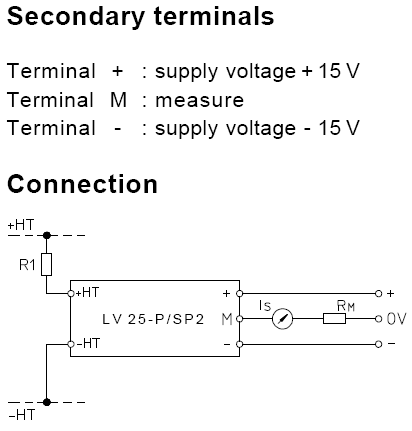 Secondary terminals
Terminal + : supply voltage + 15 V
Terminal M : measure
Terminal - : supply voltage - 15 V
Connection
+HT
R1
+HT
+
Is
RM
+
LV 25-P/SP2
M
0V
-HT
-
-
-HT